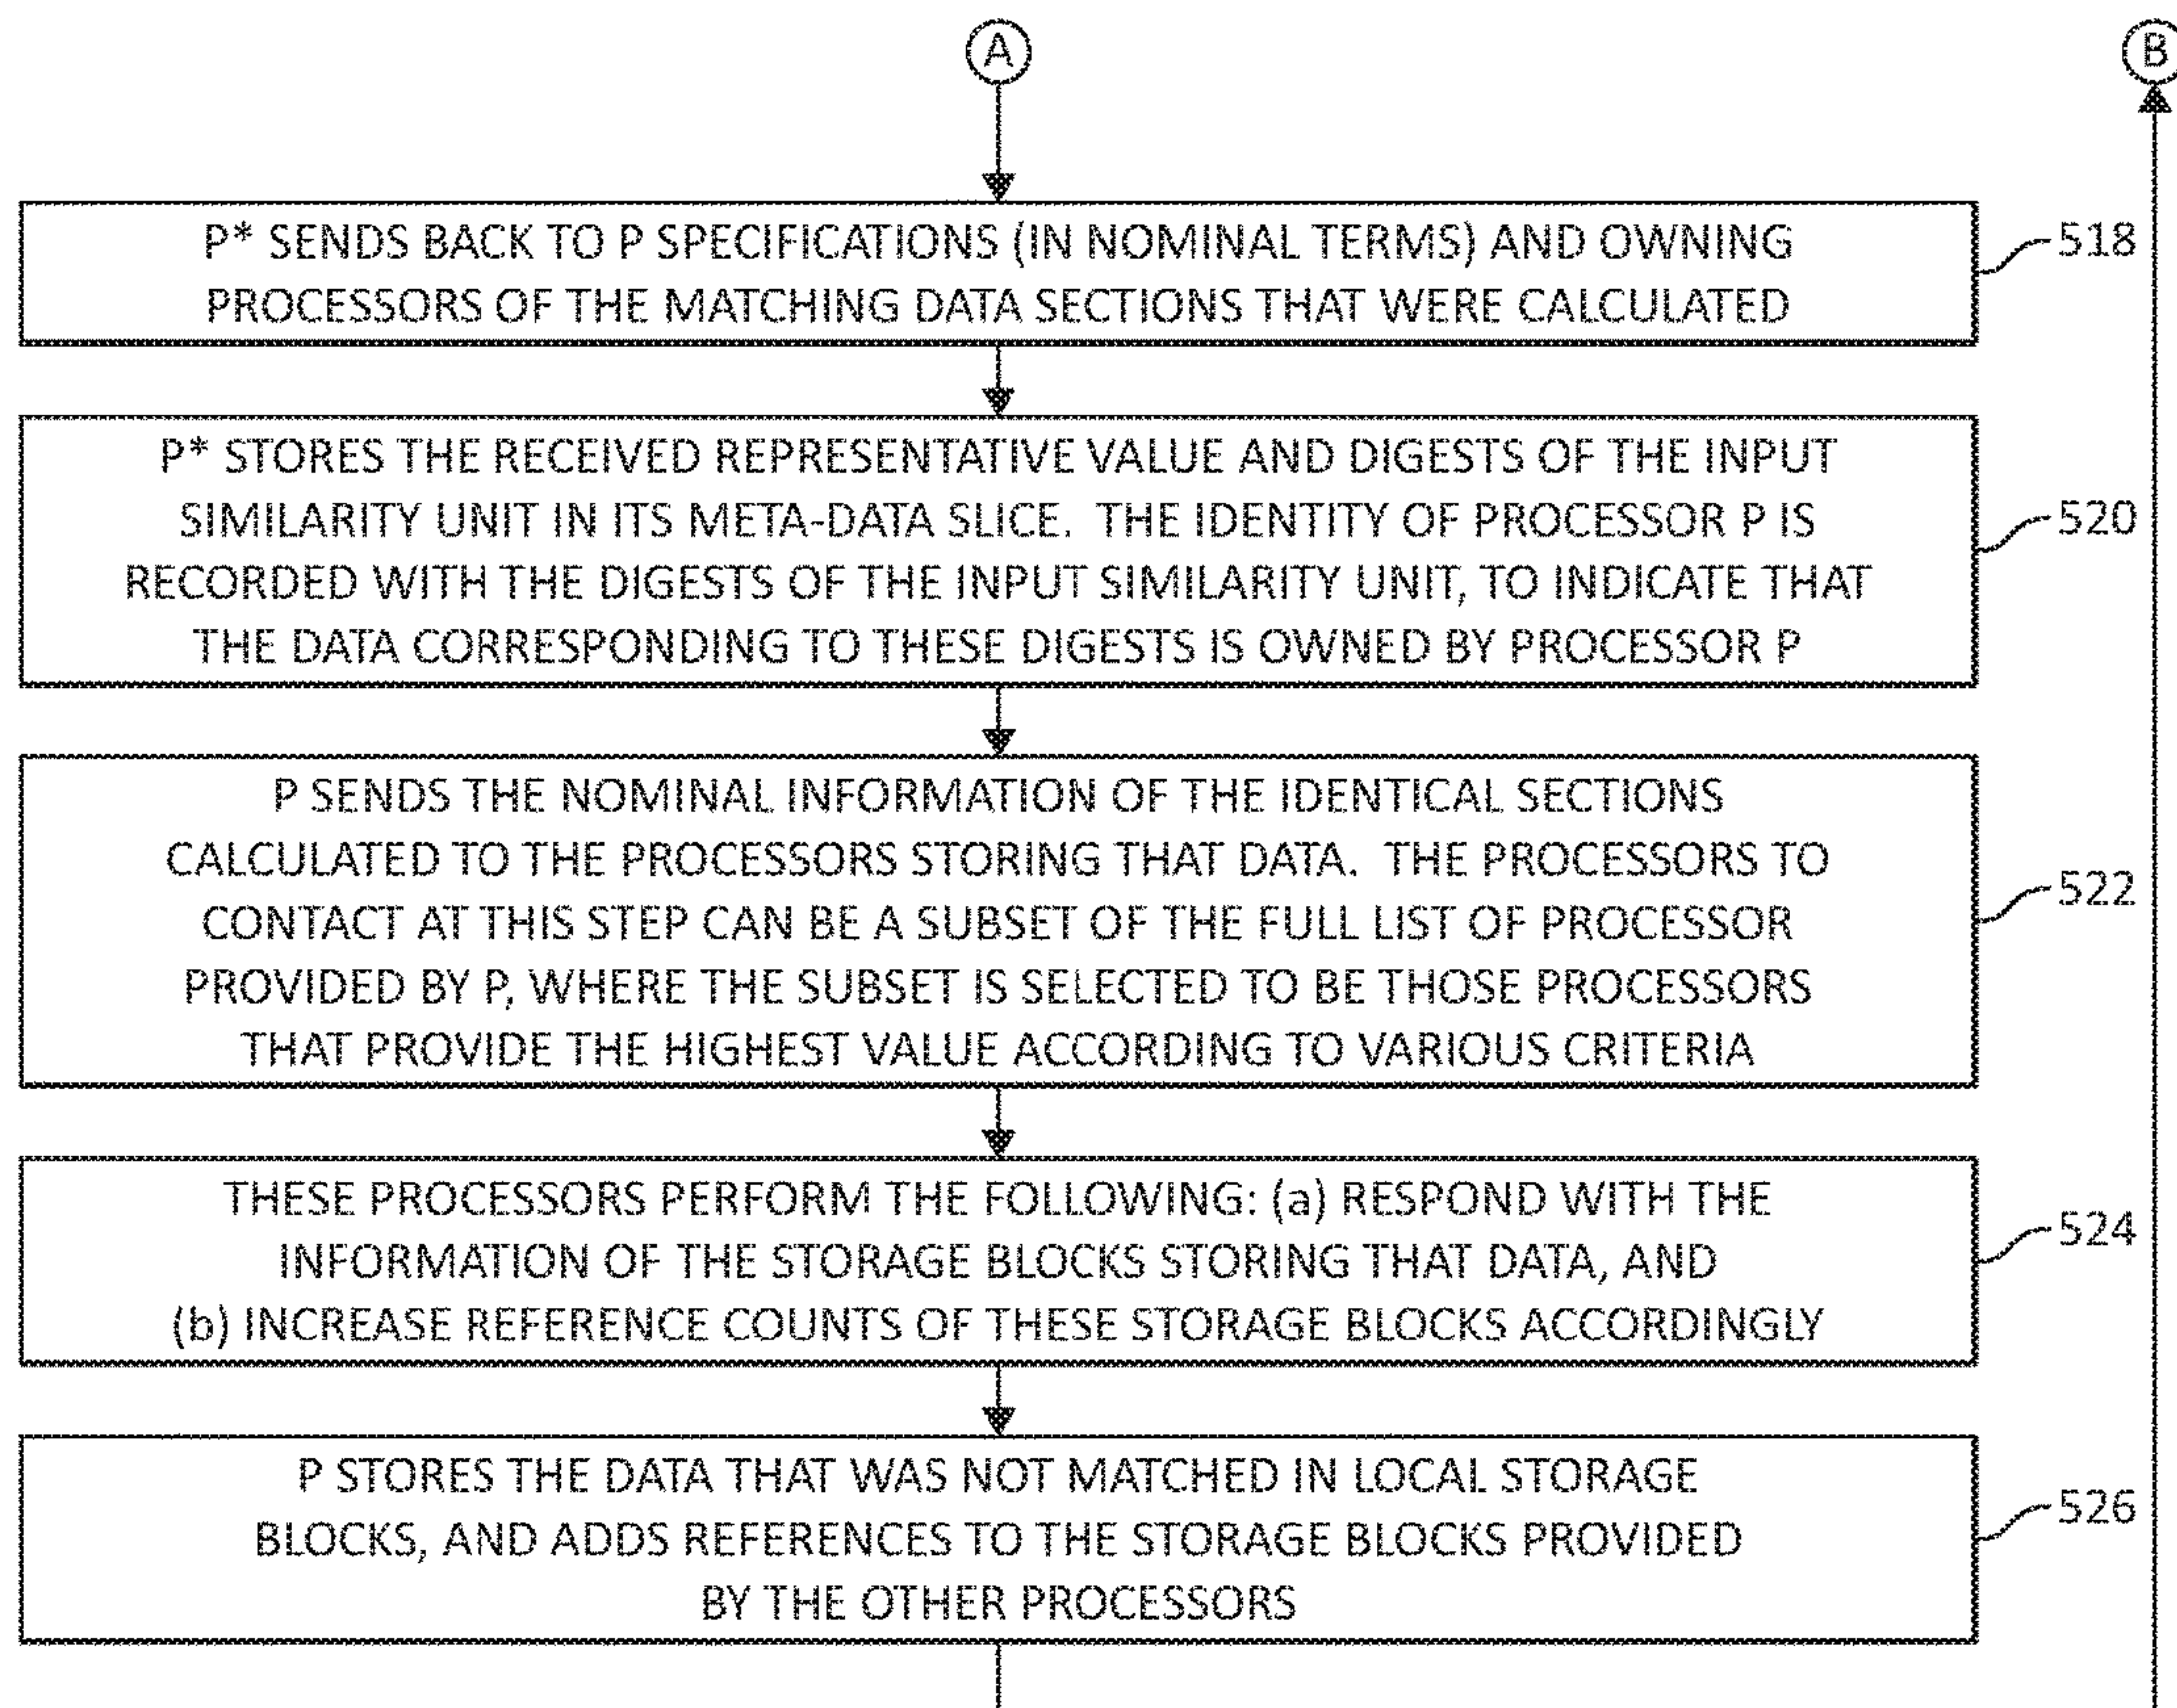 A
B
P* SENDS BACK TO P SPECIFICATIONS (IN NOMINAL TERMS) AND OWNING
PROCESSORS OF THE MATCHING DATA SECTIONS THAT WERE CALCULATED
518
P* STORES THE RECEIVED REPRESENTATIVE VALUE AND DIGESTS OF THE INPUT
SIMILARITY UNIT IN ITS META-DATA SLICE. THE IDENTITY OF PROCESSOR P IS
RECORDED WITH THE DIGESTS OF THE INPUT SIMILARITY UNIT, TO INDICATE THAT
THE DATA CORRESPONDING TO THESE DIGESTS IS OWNED BY PROCESSOR P
520
P SENDS THE NOMINAL INFORMATION OF THE IDENTICAL SECTIONS
CALCULATED TO THE PROCESSORS STORING THAT DATA. THE PROCESSORS TO
CONTACT AT THIS STEP CAN BE A SUBSET OF THE FULL LIST OF PROCESSOR
PROVIDED BY P, WHERE THE SUBSET IS SELECTED TO BE THOSE PROCESSORS
THAT PROVIDE THE HIGHEST VALUE ACCORDING TO VARIOUS CRITERIA
522
THESE PROCESSORS PERFORM THE FOLLOWING: (a) RESPOND WITH THE
INFORMATION OF THE STORAGE BLOCKS STORING THAT DATA, AND
(b) INCREASE REFERENCE COUNTS OF THESE STORAGE BLOCKS ACCORDINGLY
524
P STORES THE DATA THAT WAS NOT MATCHED IN LOCAL STORAGE
BLOCKS, AND ADDS REFERENCES TO THE STORAGE BLOCKS PROVIDED
BY THE OTHER PROCESSORS
526